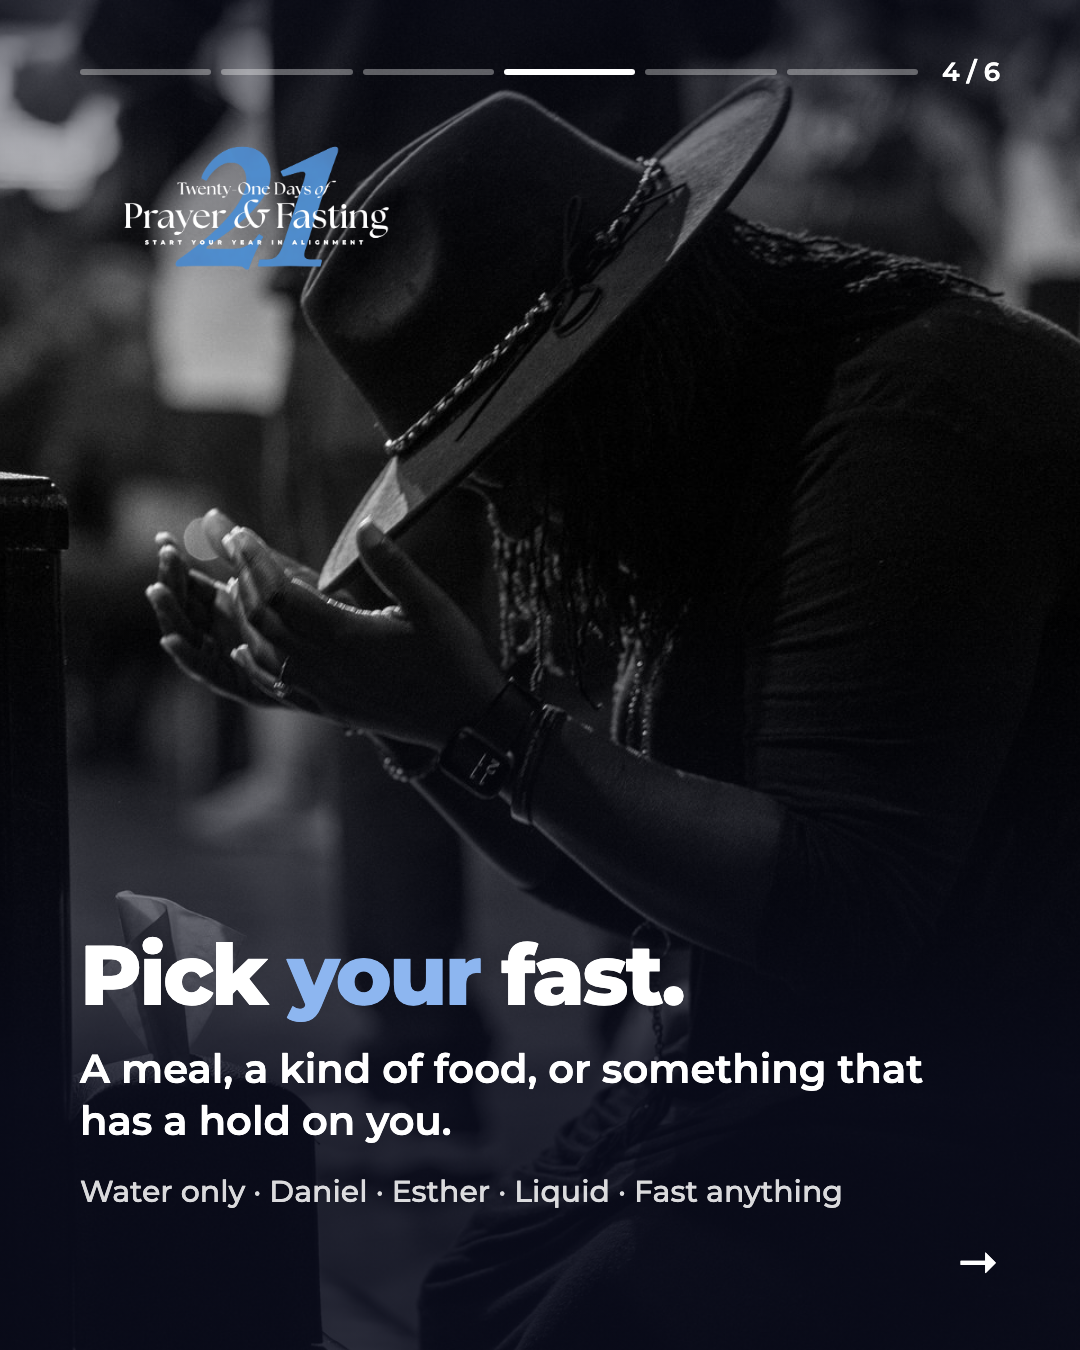 4 / 6
21
Twenty-One Days of
Prayer & Fasting
START YOUR YEAR IN ALIGNMENT
Pick your fast.
A meal, a kind of food, or something that
has a hold on you.
Water only · Daniel · Esther · Liquid · Fast anything
→